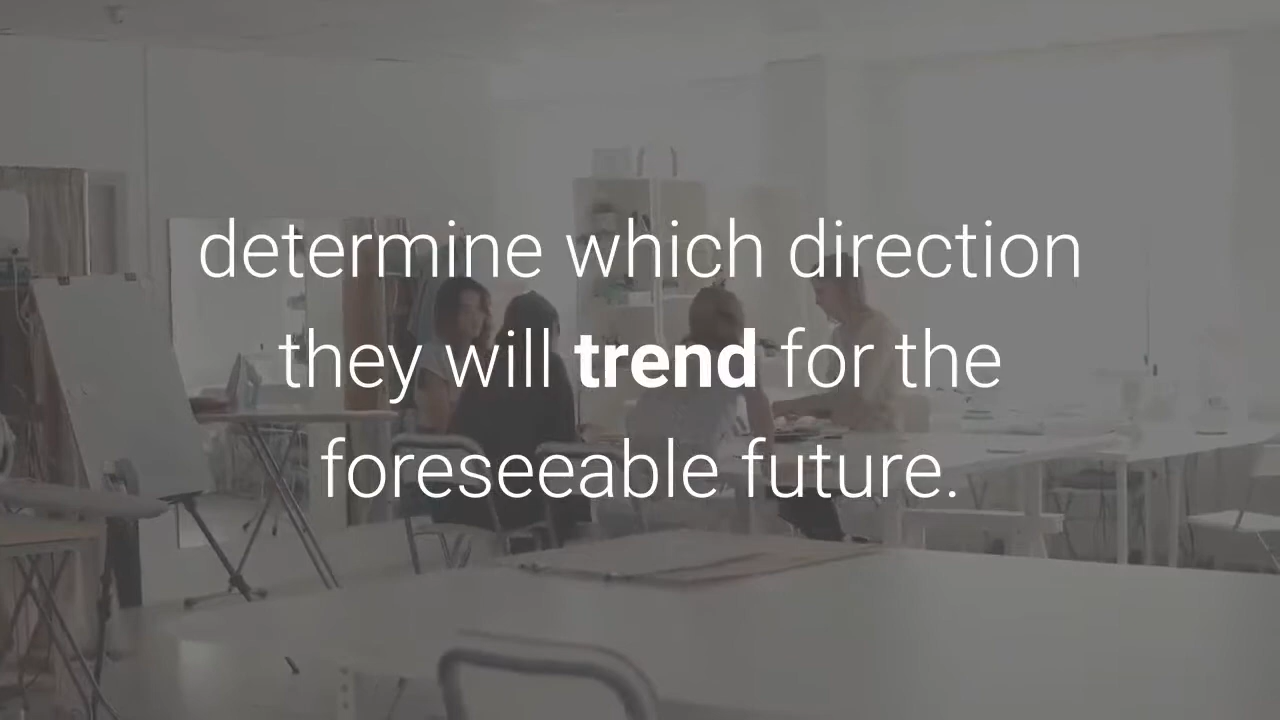 determine which direction
they will trend for the
foreseeable future.